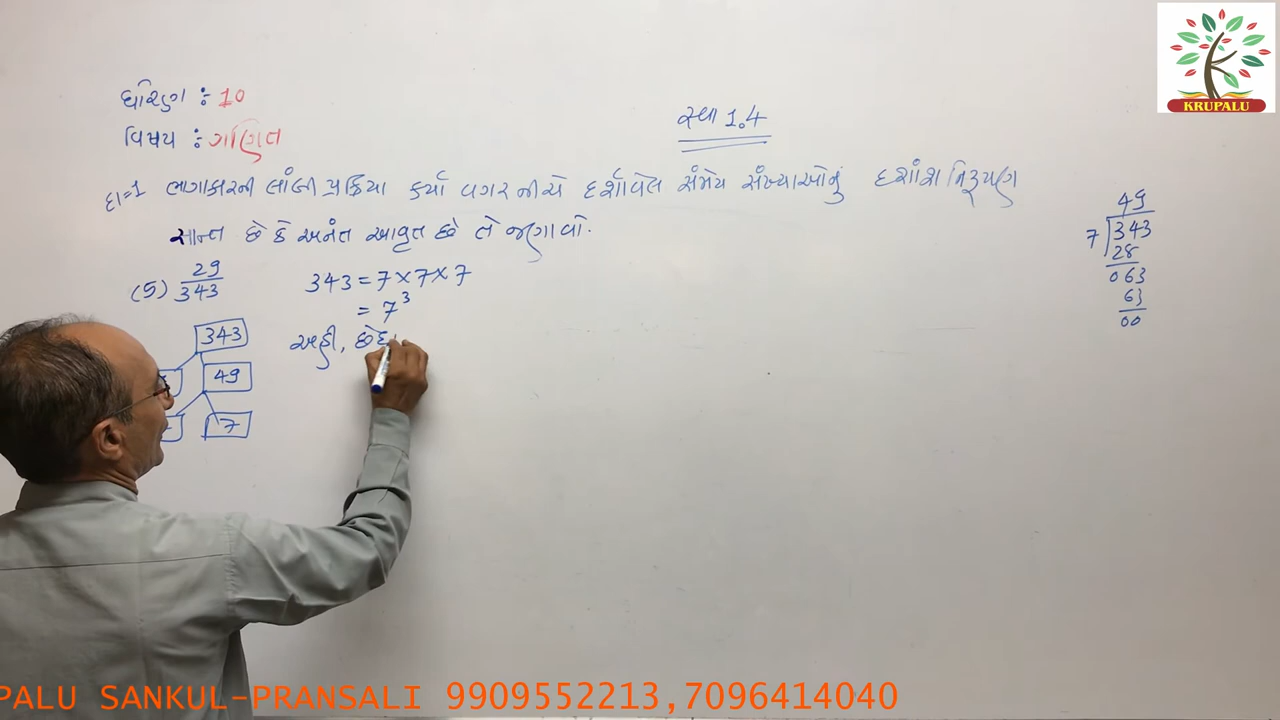 KRUPALU
ધોરણ :- 10
વિષય :- ગણિત
સ્વા 1.4
દા=1 ભાગાકારની લાંબી પ્રક્રિયા કર્યા વગર નીચે દર્શાવેલ સંમેય સંખ્યાઓનું દશાંશ નિરૂપણ
સાન્ત છે કે અનંત આવૃત છે તે જણાવો.
(5) 29/343
343 = 7 × 7 × 7
= 7³
અહીં, છેદ
343
49
7
49
7 343
28
063
63
00
PALU SANKUL-PRANSALI 9909552213,7096414040